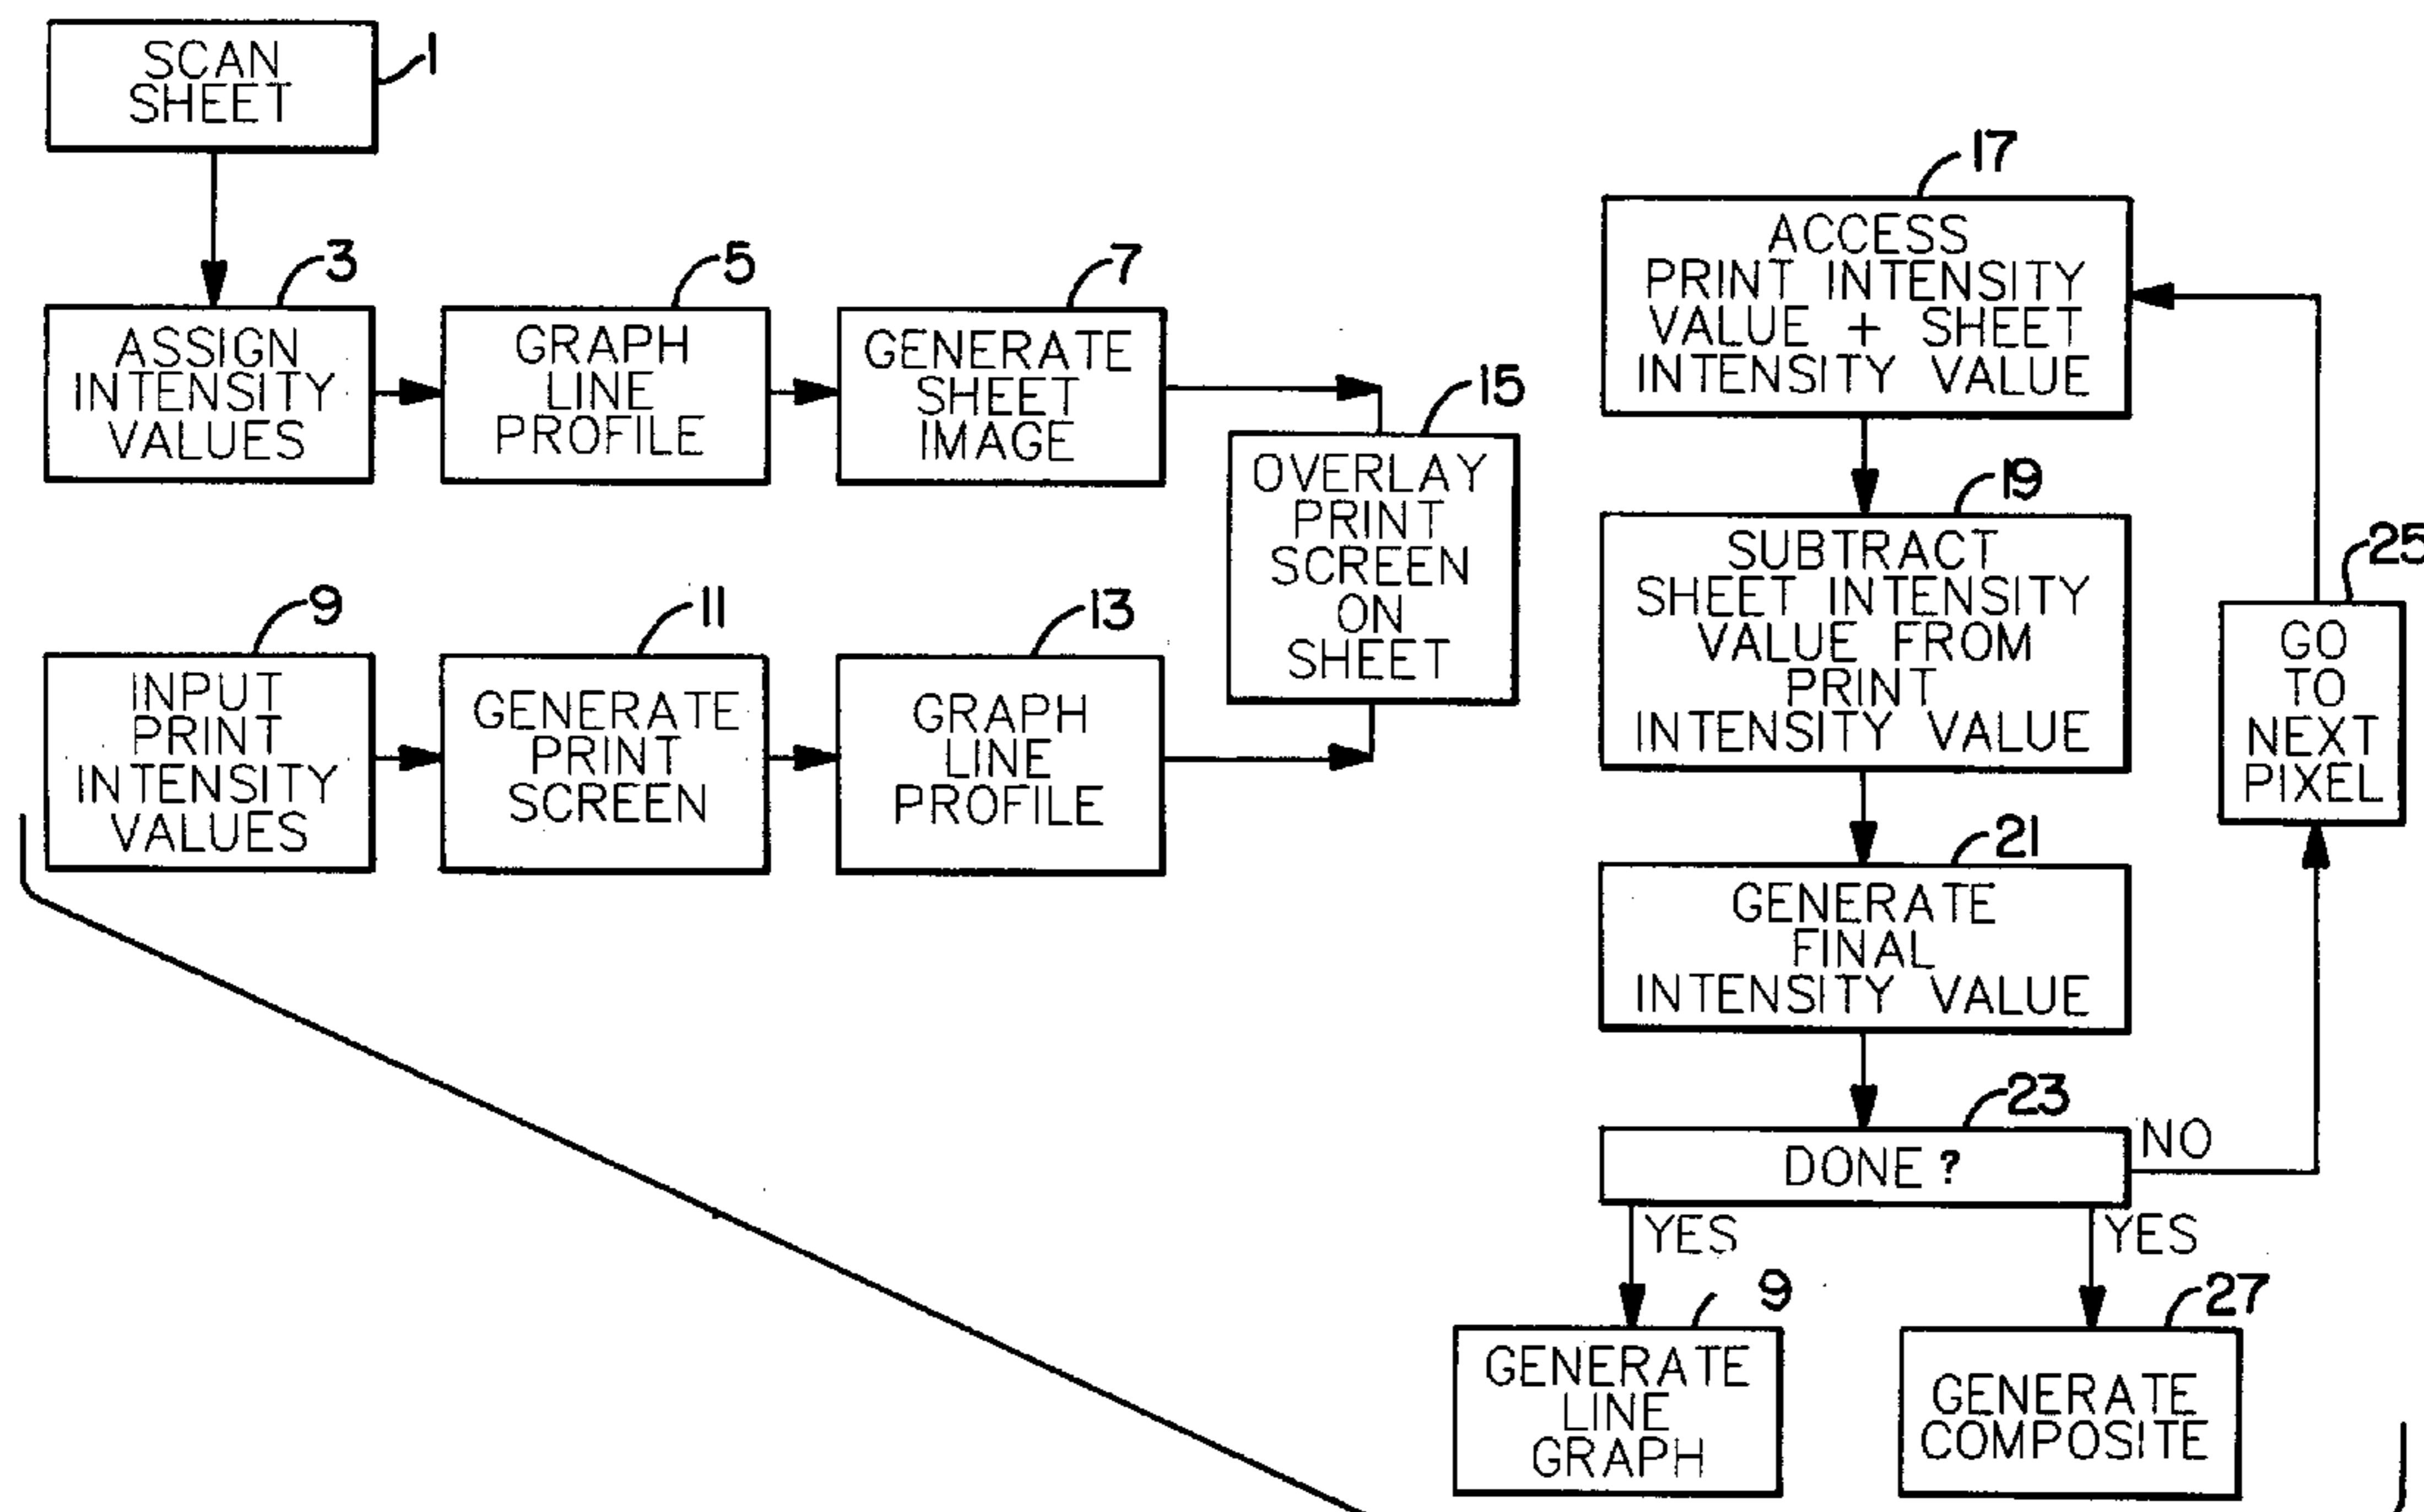 SCAN
SHEET
1
3
ASSIGN
INTENSITY
VALUES
5
GRAPH
LINE
PROFILE
7
GENERATE
SHEET
IMAGE
9
INPUT
PRINT
INTENSITY
VALUES
11
GENERATE
PRINT
SCREEN
13
GRAPH
LINE
PROFILE
15
OVERLAY
PRINT
SCREEN
ON
SHEET
17
ACCESS
PRINT INTENSITY
VALUE + SHEET
INTENSITY VALUE
19
SUBTRACT
SHEET INTENSITY
VALUE FROM
PRINT
INTENSITY VALUE
21
GENERATE
FINAL
INTENSITY VALUE
23
DONE ?
NO
25
GO
TO
NEXT
PIXEL
YES
YES
9
GENERATE
LINE
GRAPH
27
GENERATE
COMPOSITE